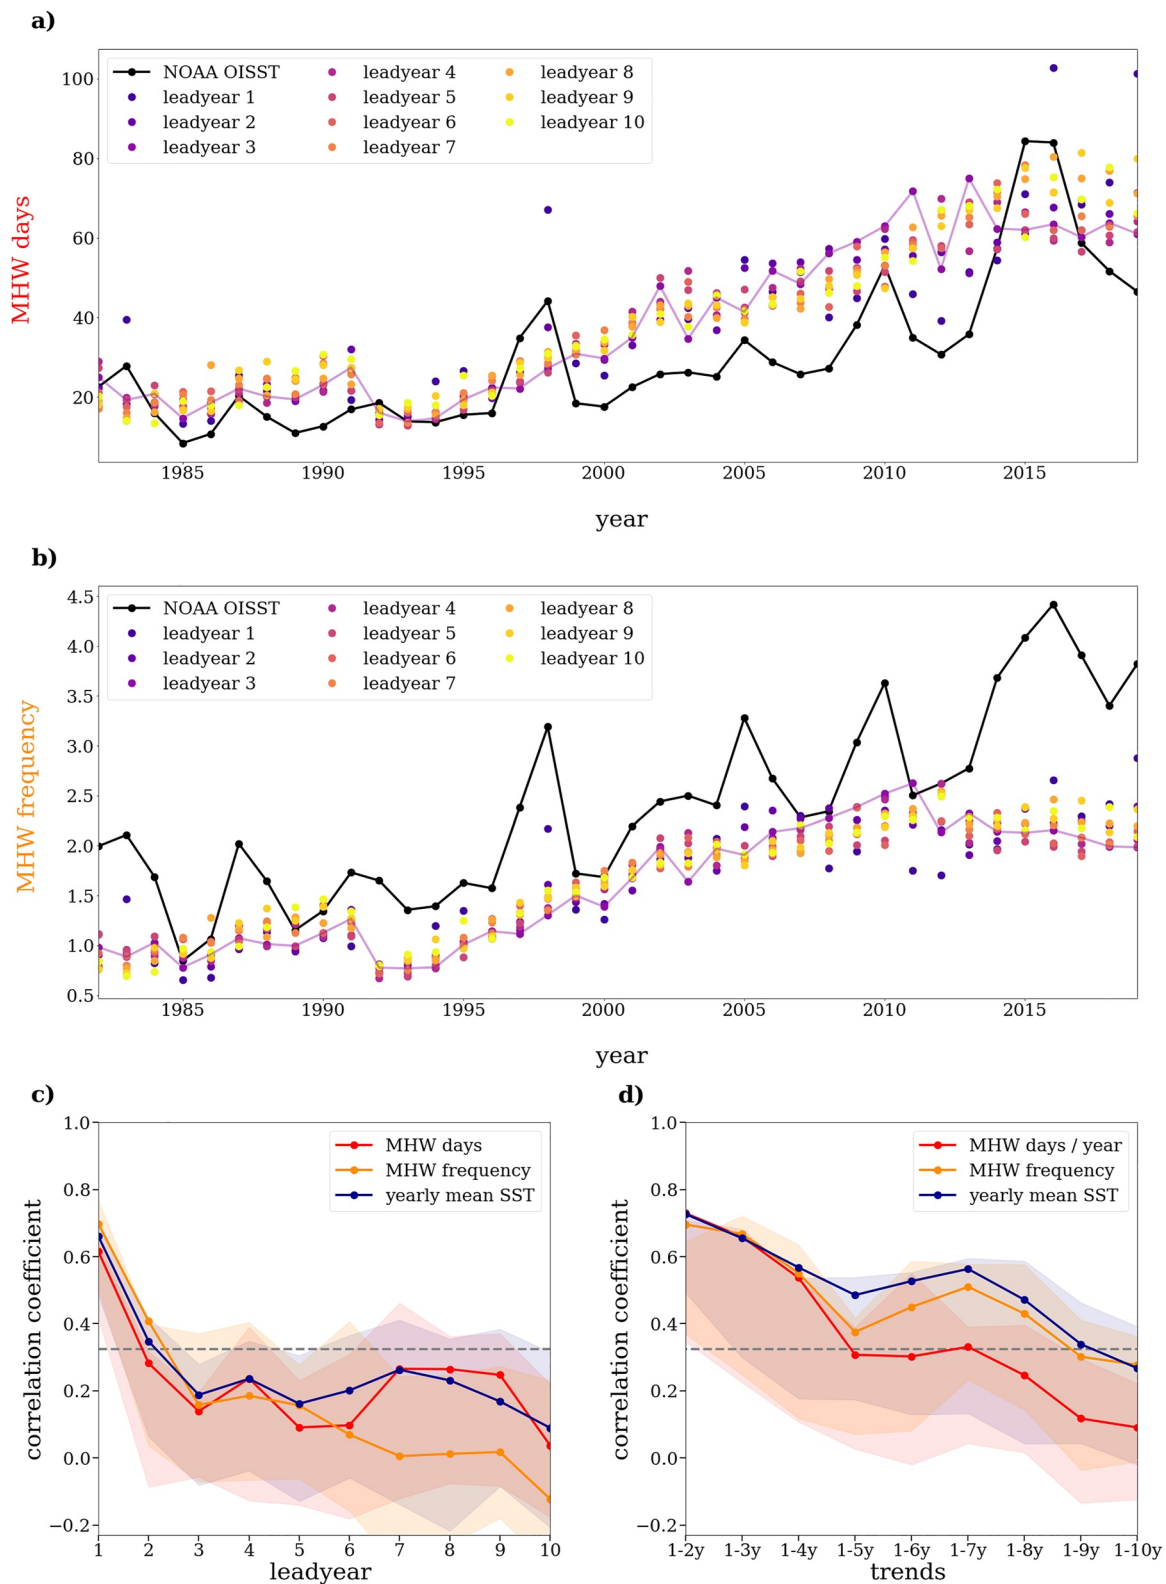 a)
NOAA OISST
leadyear 1
leadyear 2
leadyear 3
leadyear 4
leadyear 5
leadyear 6
leadyear 7
leadyear 8
leadyear 9
leadyear 10
100
80
60
40
20
MHW days
1985 1990 1995 2000 2005 2010 2015
year
b)
NOAA OISST
leadyear 1
leadyear 2
leadyear 3
leadyear 4
leadyear 5
leadyear 6
leadyear 7
leadyear 8
leadyear 9
leadyear 10
4.5
4.0
3.5
3.0
2.5
2.0
1.5
1.0
0.5
MHW frequency
1985 1990 1995 2000 2005 2010 2015
year
c)
MHW days
MHW frequency
yearly mean SST
1.0
0.8
0.6
0.4
0.2
0.0
−0.2
correlation coefficient
1 2 3 4 5 6 7 8 9 10
leadyear
d)
MHW days / year
MHW frequency
yearly mean SST
1.0
0.8
0.6
0.4
0.2
0.0
−0.2
correlation coefficient
1-2y 1-3y 1-4y 1-5y 1-6y 1-7y 1-8y 1-9y 1-10y
trends